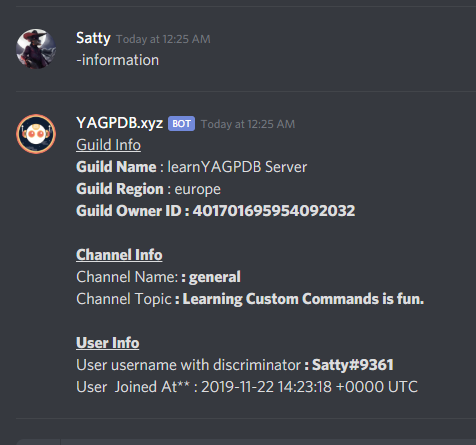 Satty Today at 12:25 AM
-information
YAGPDB.xyz BOT Today at 12:25 AM
Guild Info
Guild Name : learnYAGPDB Server
Guild Region : europe
Guild Owner ID : 401701695954092032
Channel Info
Channel Name: : general
Channel Topic : Learning Custom Commands is fun.
User Info
User username with discriminator : Satty#9361
User  Joined At** : 2019-11-22 14:23:18 +0000 UTC